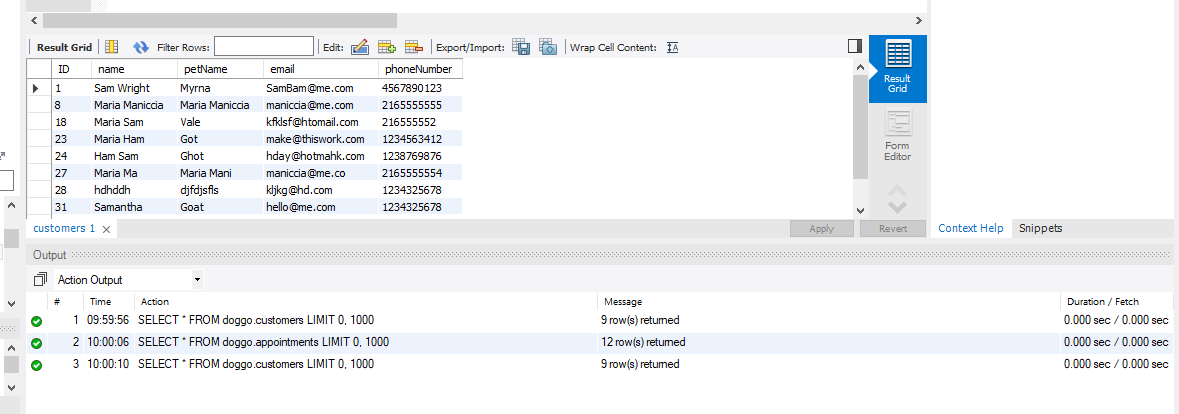 Result Grid Filter Rows: Edit: Export/Import: Wrap Cell Content:
ID name petName email phoneNumber
1 Sam Wright Myrna SamBam@me.com 4567890123
8 Maria Maniccia Maria Maniccia maniccia@me.com 2165555555
18 Maria Sam Vale kfklsf@htomail.com 216555552
23 Maria Ham Got make@thiswork.com 1234563412
24 Ham Sam Ghot hday@hotmahk.com 1238769876
27 Maria Ma Maria Mani maniccia@me.co 2165555554
28 hdhddh djfdjsfls kljkg@hd.com 1234325678
31 Samantha Goat hello@me.com 1234325678
Result
Grid
Form
Editor
customers 1 Apply Revert Context Help Snippets
Output
Action Output
# Time Action Message Duration / Fetch
1 09:59:56 SELECT * FROM doggo.customers LIMIT 0, 1000 9 row(s) returned 0.000 sec / 0.000 sec
2 10:00:06 SELECT * FROM doggo.appointments LIMIT 0, 1000 12 row(s) returned 0.000 sec / 0.000 sec
3 10:00:10 SELECT * FROM doggo.customers LIMIT 0, 1000 9 row(s) returned 0.000 sec / 0.000 sec